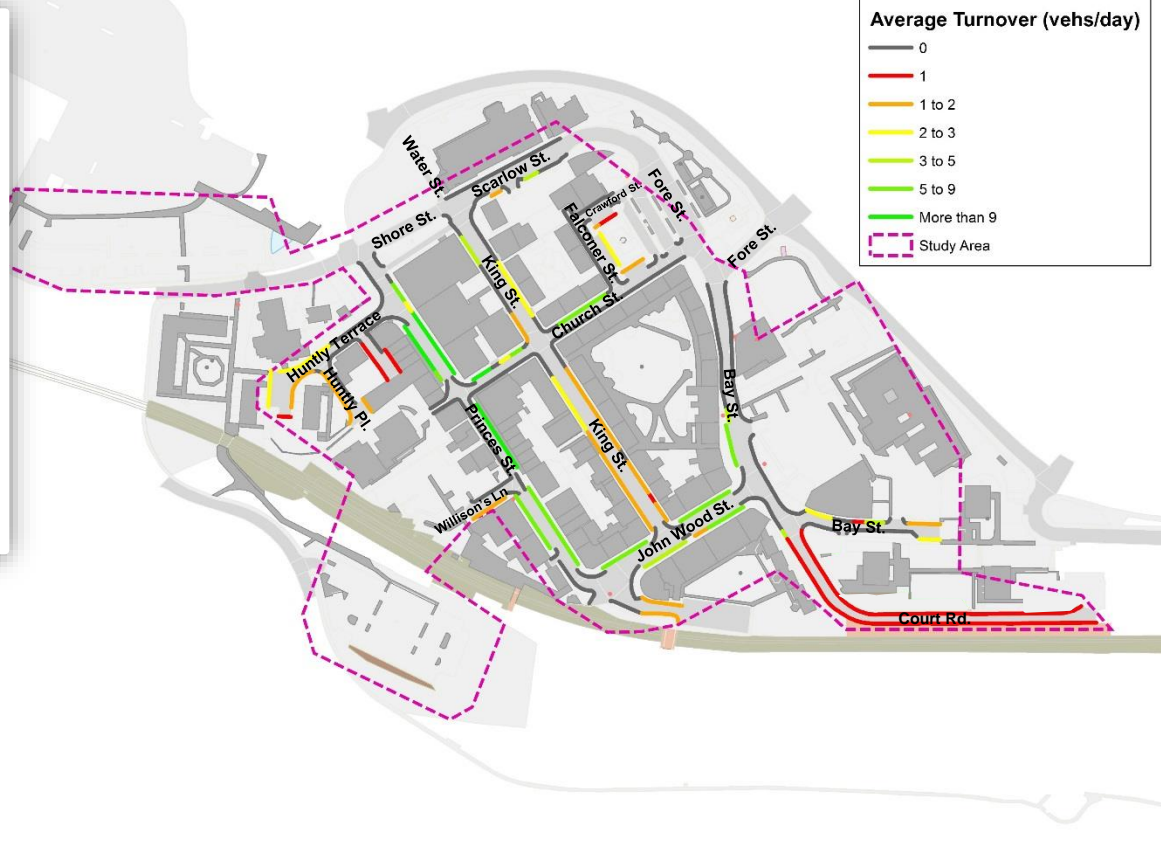 Average Turnover (vehs/day)
0
1
1 to 2
2 to 3
3 to 5
5 to 9
More than 9
Study Area
Water St.
Scarlow St.
Fore St.
Crawford St.
Shore St.
Falconer St.
Fore St.
King St.
Church St.
Huntly Terrace
Huntly Pl.
Bay St.
Princes St.
King St.
Willison's Ln
John Wood St.
Bay St.
Court Rd.